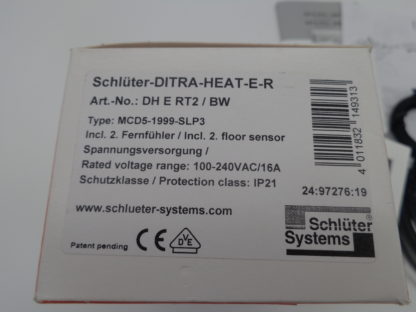 Schlüter-DITRA-HEAT-E-R
Art.-No.: DH E RT2 / BW
Type: MCD5-1999-SLP3
Incl. 2. Fernfühler / Incl. 2. floor sensor
Spannungsversorgung /
Rated voltage range: 100-240VAC/16A
Schutzklasse / Protection class: IP21
www.schlueter-systems.com
Patent pending
CE
DVE
4 011832 149313
24:97276:19
Schlüter®
Systems